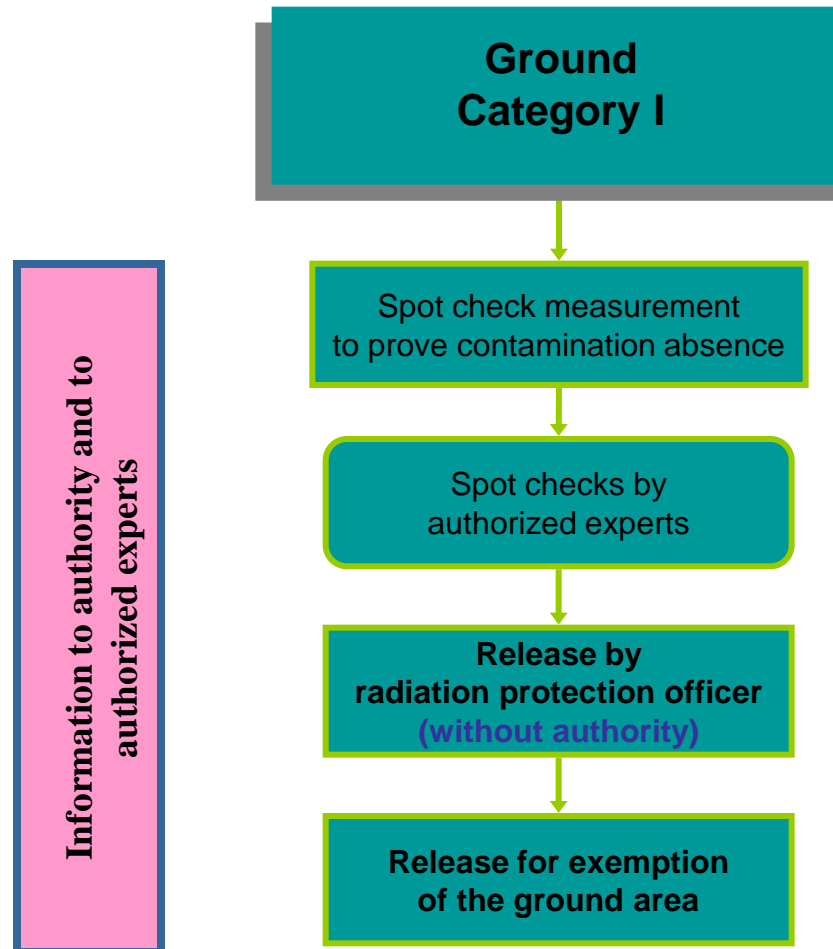 Ground
Category I
Information to authority and to
authorized experts
Spot check measurement
to prove contamination absence
Spot checks by
authorized experts
Release by
radiation protection officer
(without authority)
Release for exemption
of the ground area